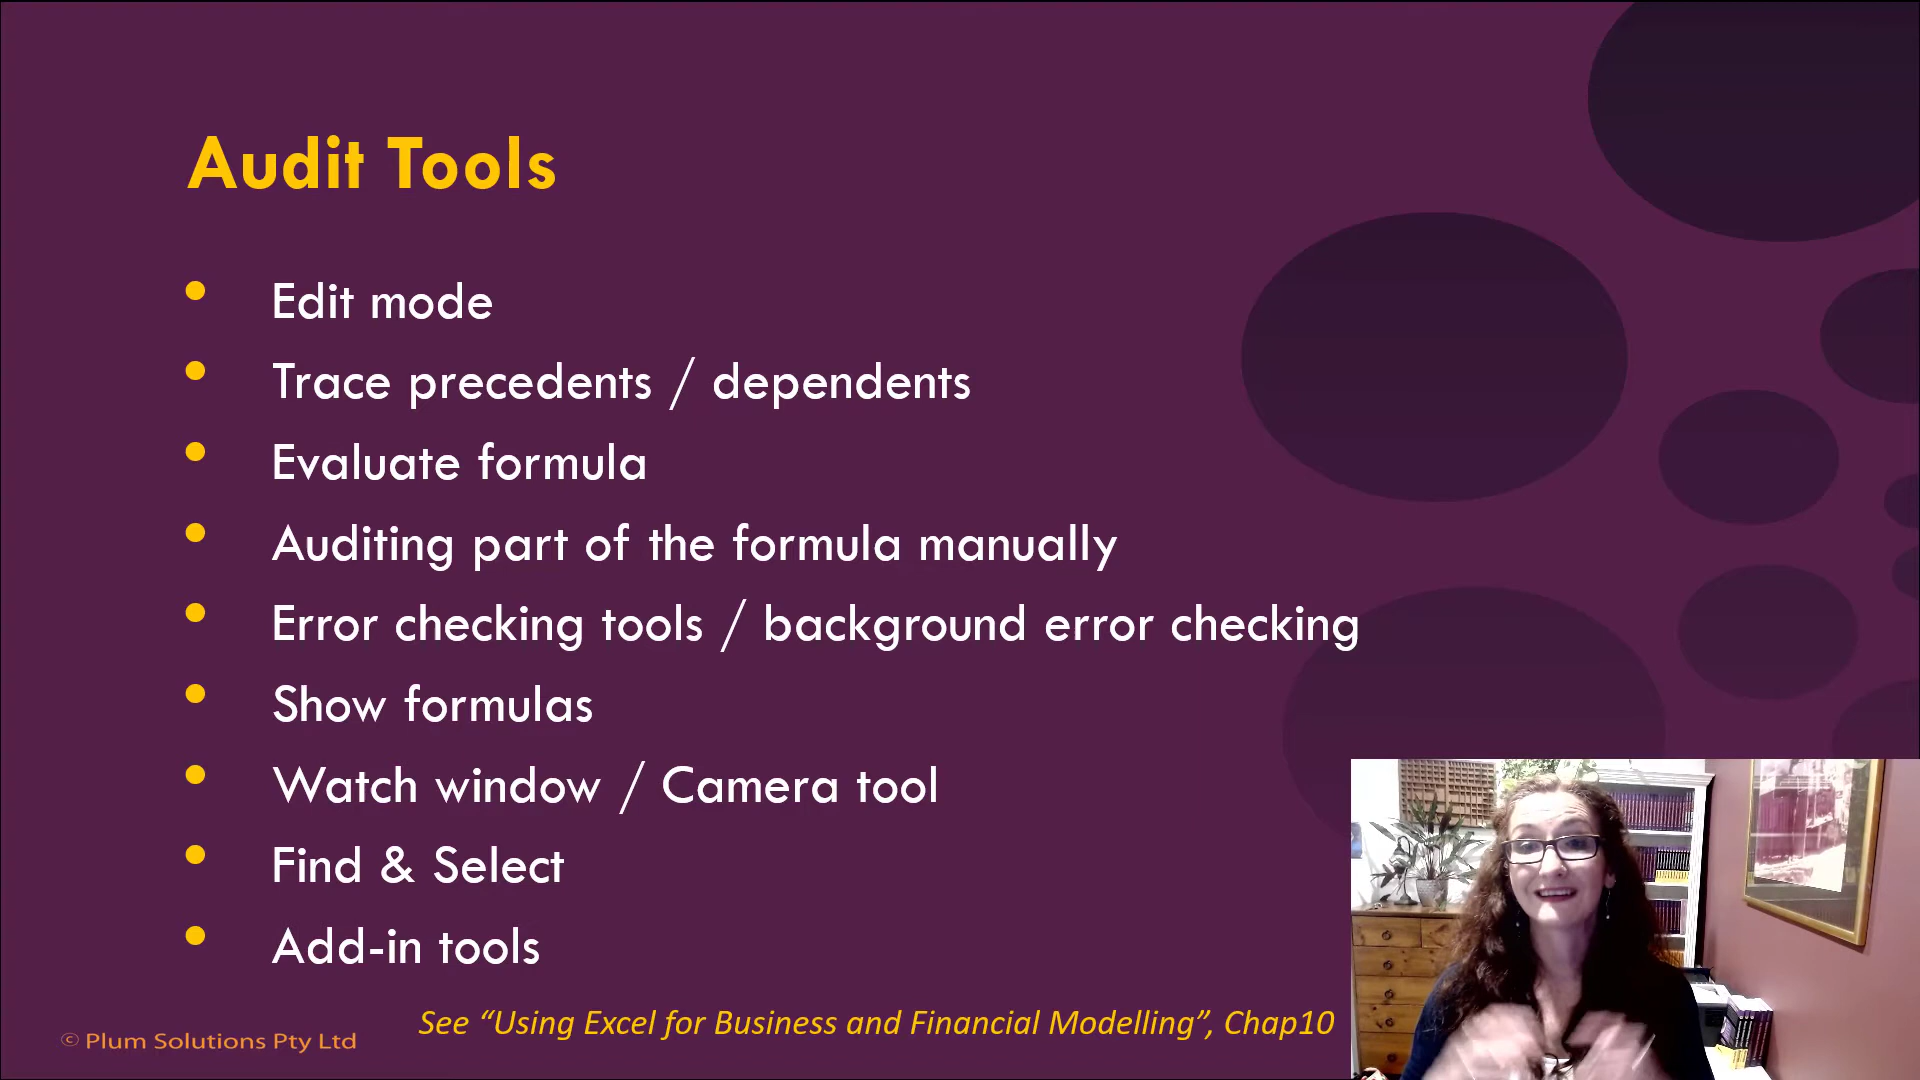 Audit Tools
• Edit mode
• Trace precedents / dependents
• Evaluate formula
• Auditing part of the formula manually
• Error checking tools / background error checking
• Show formulas
• Watch window / Camera tool
• Find & Select
• Add-in tools
See “Using Excel for Business and Financial Modelling”, Chap10
© Plum Solutions Pty Ltd